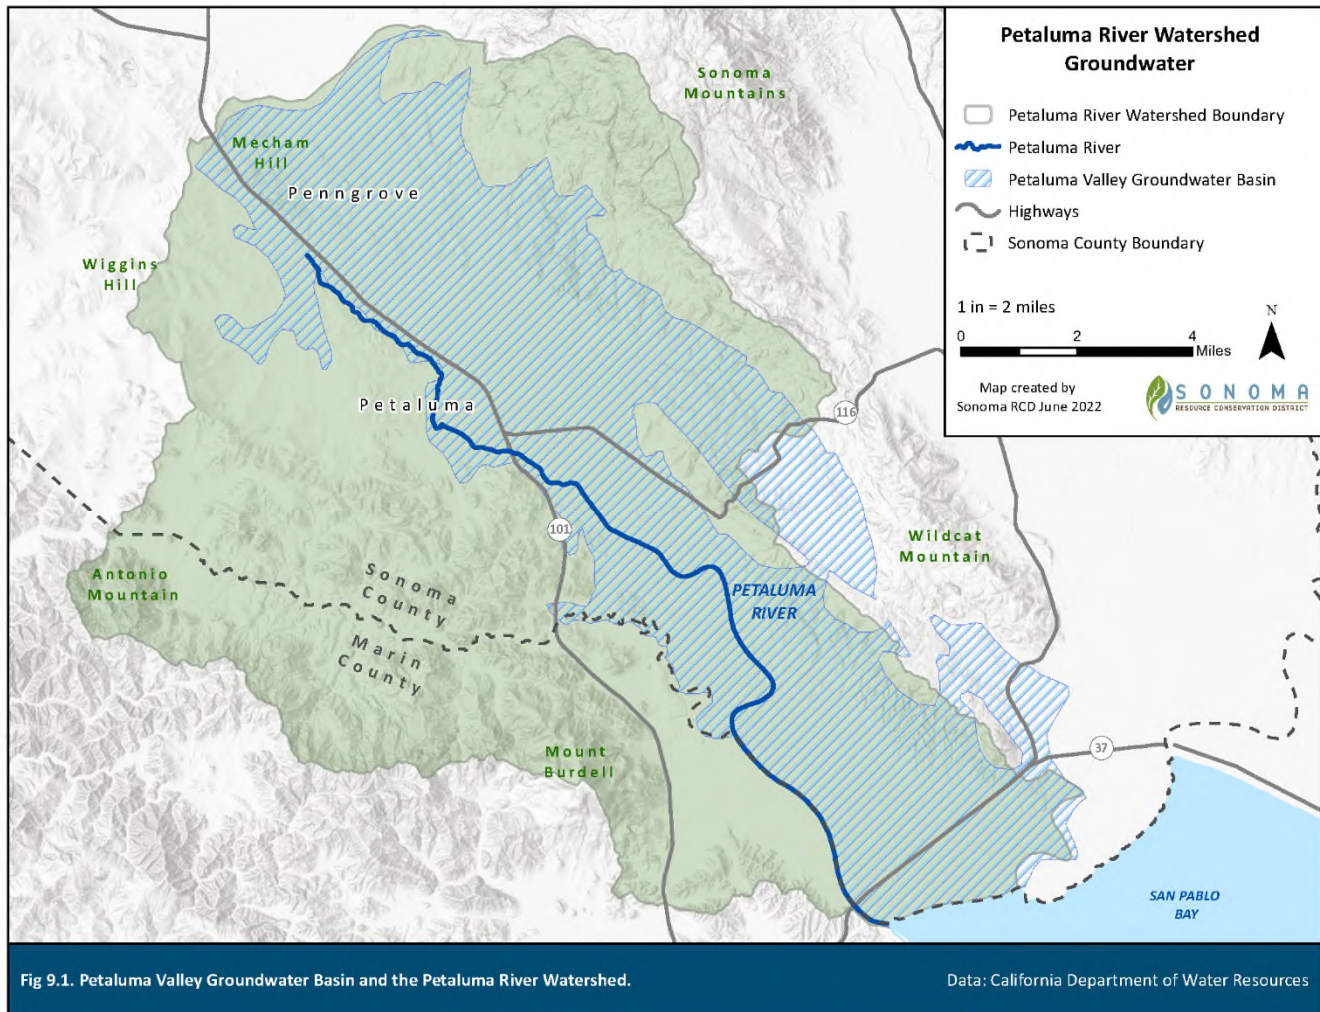 Petaluma River Watershed
Groundwater
Petaluma River Watershed Boundary
Petaluma River
Petaluma Valley Groundwater Basin
Highways
Sonoma County Boundary
1 in = 2 miles
N
0 2 4
Miles
Map created by
Sonoma RCD June 2022
SONOMA
RESOURCE CONSERVATION DISTRICT
Sonoma
Mountains
Mecham
Hill
Penngrove
Wiggins
Hill
Petaluma
116
101
Wildcat
Mountain
Antonio
Mountain
Sonoma
County
Marin
County
PETALUMA
RIVER
Mount
Burdell
37
SAN PABLO
BAY
Fig 9.1. Petaluma Valley Groundwater Basin and the Petaluma River Watershed.
Data: California Department of Water Resources